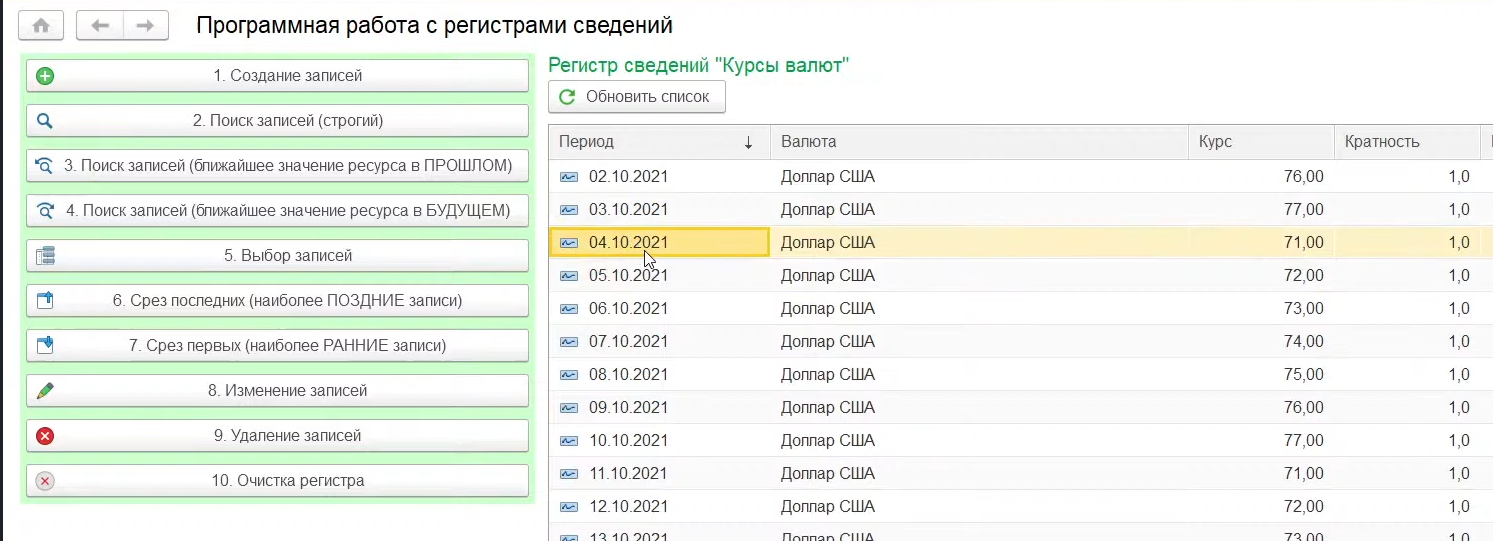 Программная работа с регистрами сведений
1. Создание записей
2. Поиск записей (строгий)
3. Поиск записей (ближайшее значение ресурса в ПРОШЛОМ)
4. Поиск записей (ближайшее значение ресурса в БУДУЩЕМ)
5. Выбор записей
6. Срез последних (наиболее ПОЗДНИЕ записи)
7. Срез первых (наиболее РАННИЕ записи)
8. Изменение записей
9. Удаление записей
10. Очистка регистра
Регистр сведений "Курсы валют"
Обновить список
Период ↓ Валюта Курс Кратность
02.10.2021 Доллар США 76,00 1,0
03.10.2021 Доллар США 77,00 1,0
04.10.2021 Доллар США 71,00 1,0
05.10.2021 Доллар США 72,00 1,0
06.10.2021 Доллар США 73,00 1,0
07.10.2021 Доллар США 74,00 1,0
08.10.2021 Доллар США 75,00 1,0
09.10.2021 Доллар США 76,00 1,0
10.10.2021 Доллар США 77,00 1,0
11.10.2021 Доллар США 71,00 1,0
12.10.2021 Доллар США 72,00 1,0
13.10.2021 Доллар США 73,00 1,0